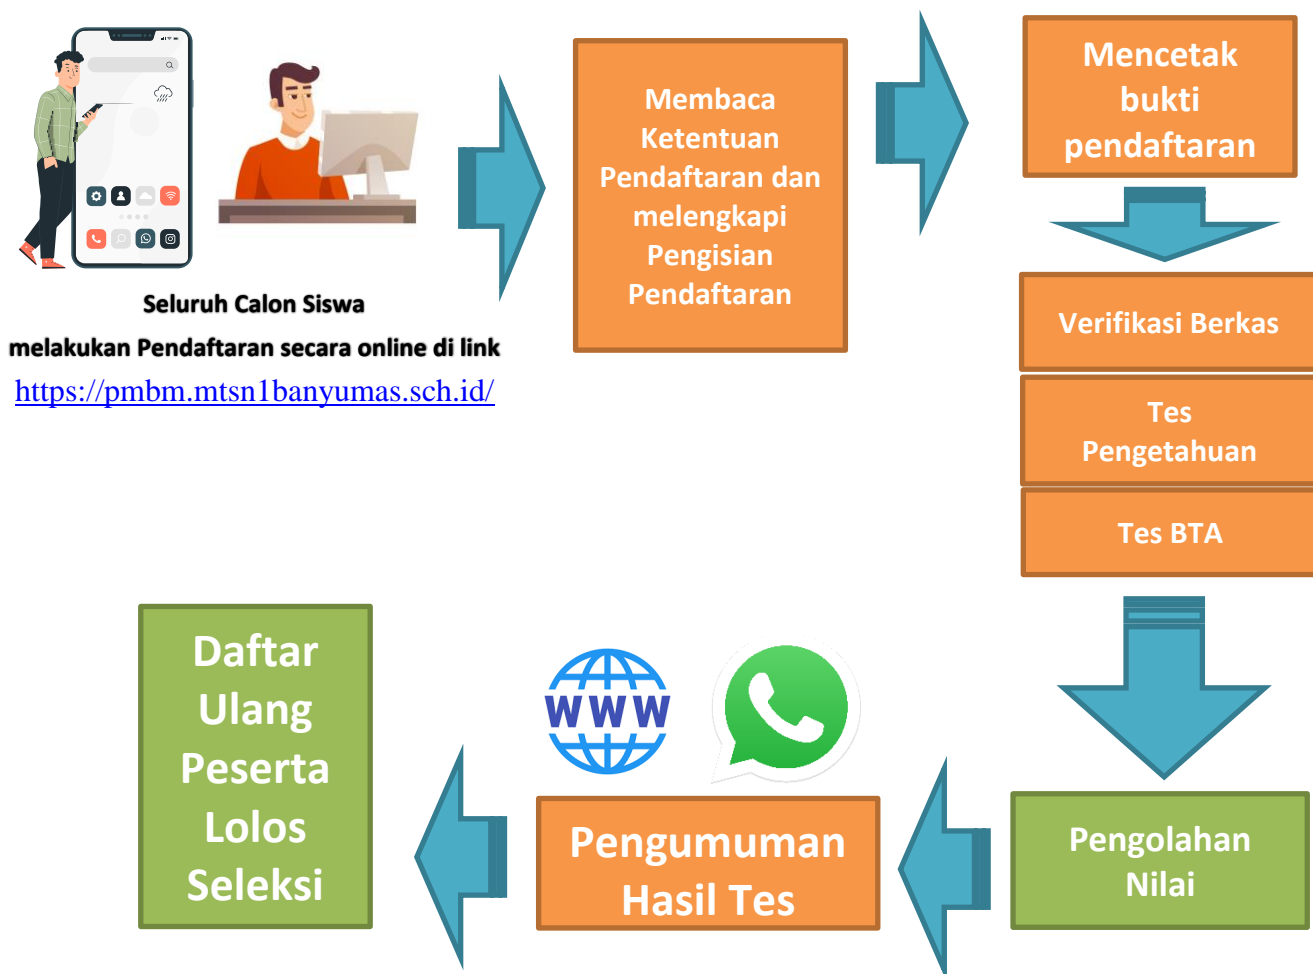 Seluruh Calon Siswa
melakukan Pendaftaran secara online di link
https://pmbm.mtsn1banyumas.sch.id/
Membaca
Ketentuan
Pendaftaran dan
melengkapi
Pengisian
Pendaftaran
Mencetak
bukti
pendaftaran
Verifikasi Berkas
Tes
Pengetahuan
Tes BTA
Pengolahan
Nilai
WWW
Pengumuman
Hasil Tes
Daftar
Ulang
Peserta
Lolos
Seleksi